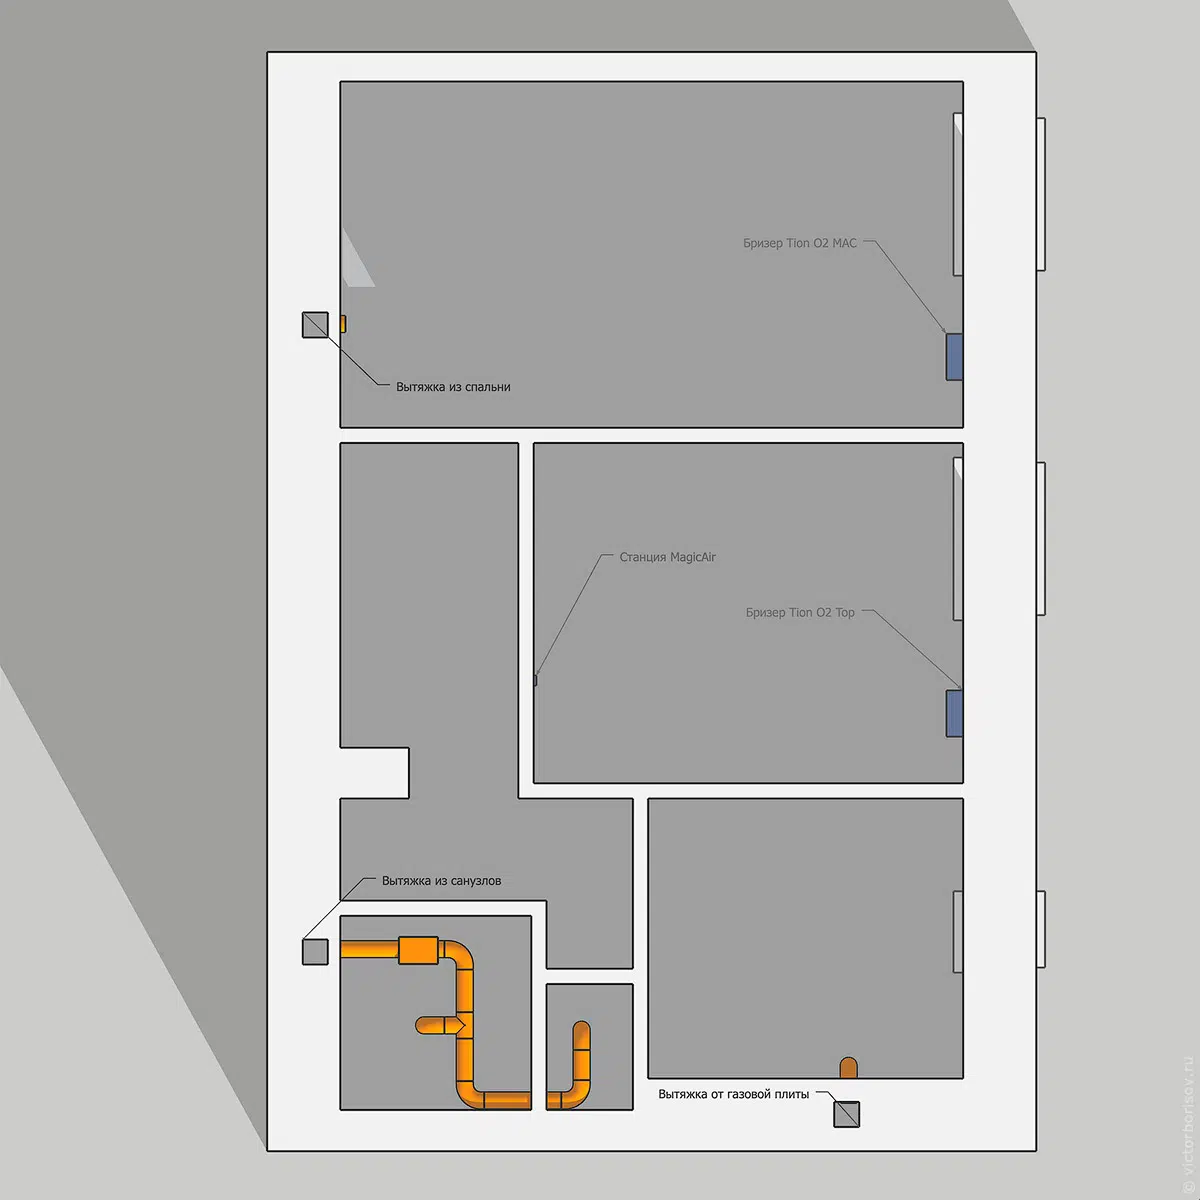 Бризер Tion O2 MAC
Вытяжка из спальни
Станция MagicAir
Бризер Tion O2 Top
Вытяжка из санузлов
Вытяжка от газовой плиты
© victorborisov.ru